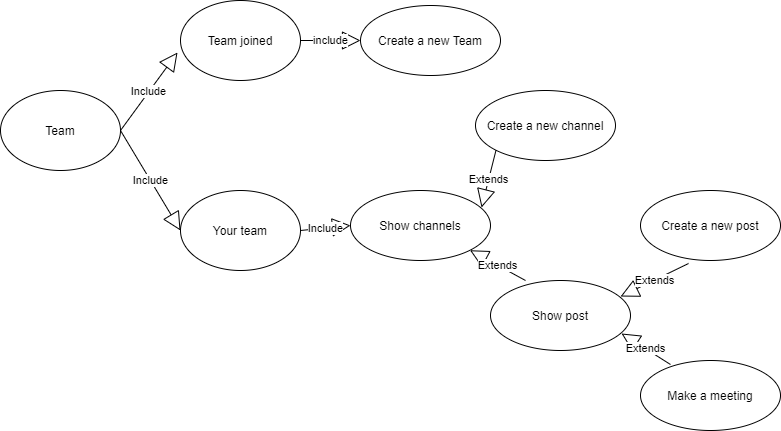 Team joined
include
Create a new Team
Include
Team
Create a new channel
Include
Extends
Your team
Include
Show channels
Create a new post
Extends
Extends
Show post
Extends
Make a meeting